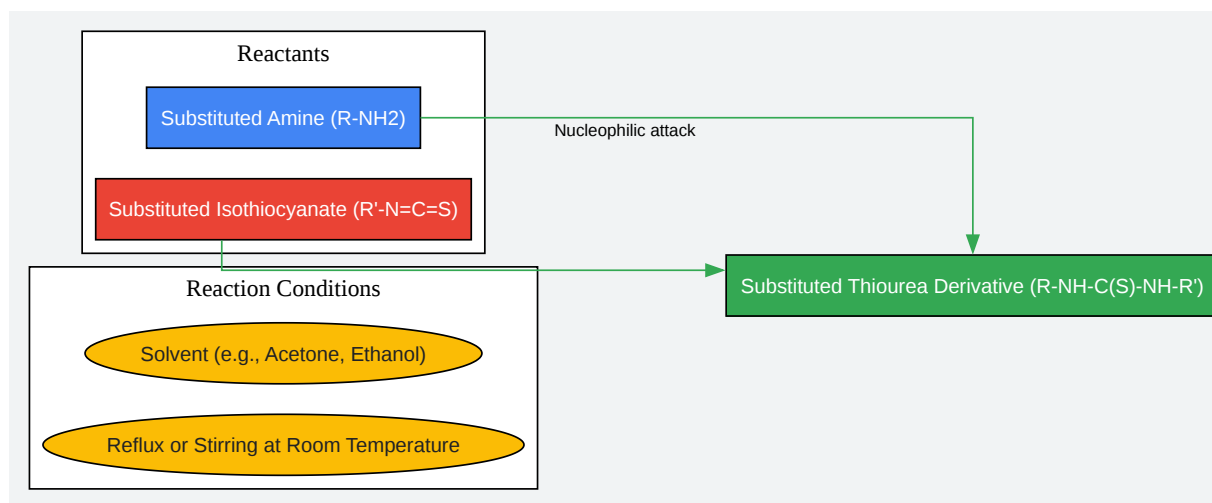 Reactants
Substituted Amine (R-NH2)
Nucleophilic attack
Substituted Isothiocyanate (R'-N=C=S)
Reaction Conditions
Substituted Thiourea Derivative (R-NH-C(S)-NH-R')
Solvent (e.g., Acetone, Ethanol)
Reflux or Stirring at Room Temperature